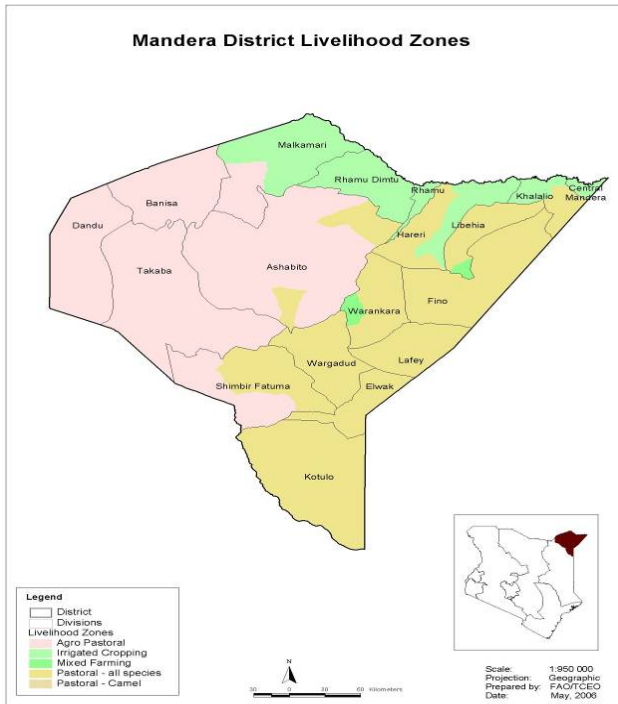 Mandera District Livelihood Zones
Malkamari
Rhamu Dimtu
Rhamu
Khalalio
Central
Mandera
Banisa
Dandu
Libehia
Hareri
Takaba
Ashabito
Fino
Warankara
Lafey
Wargadud
Shimbir Fatuma
Elwak
Kotulo
Legend
District
Divisions
Livelihood Zones
Agro Pastoral
Irrigated Cropping
Mixed Farming
Pastoral - all species
Pastoral - Camel
N
30 0 30 60 Kilometers
Scale: 1:950 000
Projection: Geographic
Prepared by: FAO/TCEO
Date: May, 2006